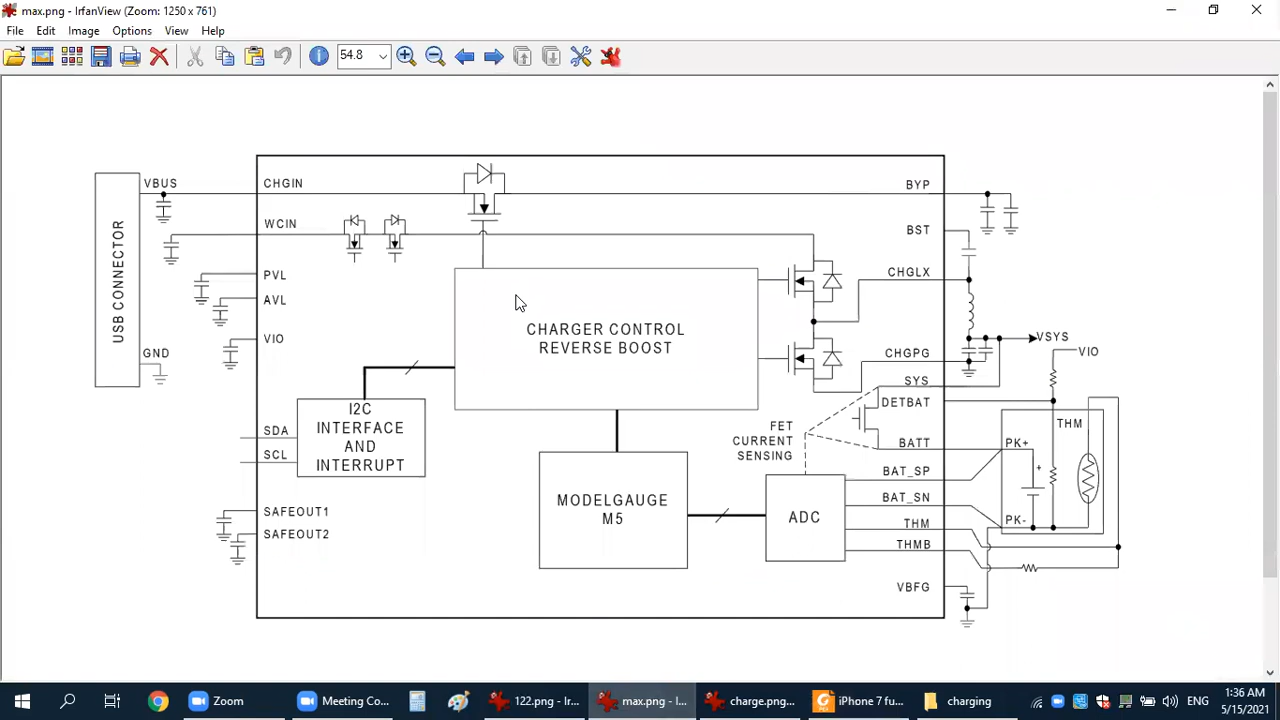 max.png - IrfanView (Zoom: 1250 x 761)
File Edit Image Options View Help
54.8
VBUS
CHGIN
BYP
WCIN
BST
USB CONNECTOR
PVL
CHGLX
AVL
CHARGER CONTROL
REVERSE BOOST
VIO
VSYS
GND
CHGPG
VIO
SYS
DETBAT
I2C
INTERFACE
AND
INTERRUPT
SDA
SCL
FET
CURRENT
SENSING
THM
BATT
PK+
+
BAT_SP
MODELGAUGE
M5
ADC
BAT_SN
SAFEOUT1
PK-
THM
SAFEOUT2
THMB
VBFG
Zoom
Meeting Co...
122.png - Ir...
max.png - I...
charge.png...
iPhone 7 fu...
charging
ENG
1:36 AM
5/15/2021